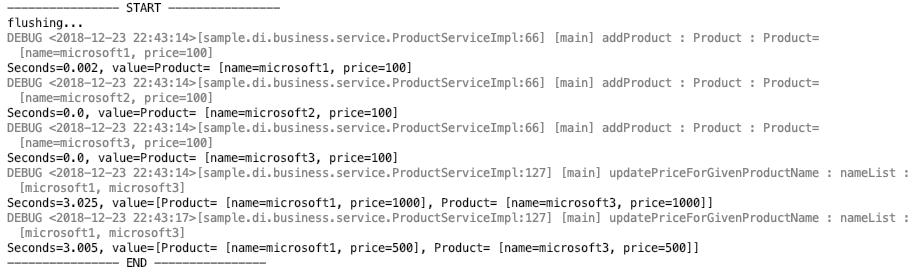 ---------------- START ----------------
flushing...
DEBUG <2018-12-23 22:43:14>[sample.di.business.service.ProductServiceImpl:66] [main] addProduct : Product : Product=
[name=microsoft1, price=100]
Seconds=0.002, value=Product= [name=microsoft1, price=100]
DEBUG <2018-12-23 22:43:14>[sample.di.business.service.ProductServiceImpl:66] [main] addProduct : Product : Product=
[name=microsoft2, price=100]
Seconds=0.0, value=Product= [name=microsoft2, price=100]
DEBUG <2018-12-23 22:43:14>[sample.di.business.service.ProductServiceImpl:66] [main] addProduct : Product : Product=
[name=microsoft3, price=100]
Seconds=0.0, value=Product= [name=microsoft3, price=100]
DEBUG <2018-12-23 22:43:14>[sample.di.business.service.ProductServiceImpl:127] [main] updatePriceForGivenProductName : nameList :
[microsoft1, microsoft3]
Seconds=3.025, value=[Product= [name=microsoft1, price=1000], Product= [name=microsoft3, price=1000]]
DEBUG <2018-12-23 22:43:17>[sample.di.business.service.ProductServiceImpl:127] [main] updatePriceForGivenProductName : nameList :
[microsoft1, microsoft3]
Seconds=3.005, value=[Product= [name=microsoft1, price=500], Product= [name=microsoft3, price=500]]
---------------- END ----------------